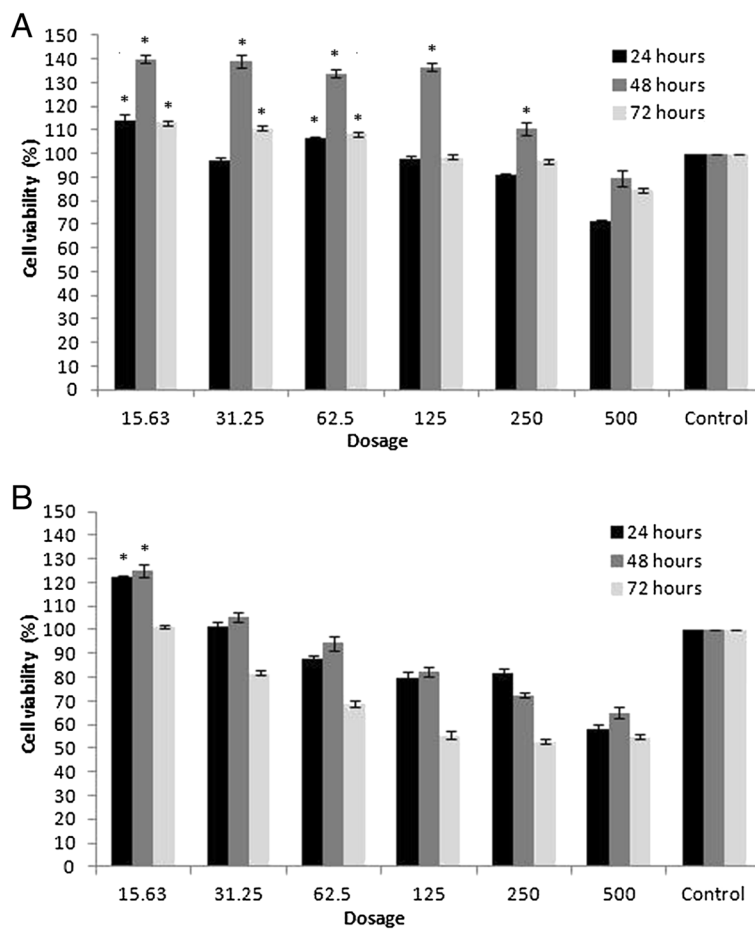 A
150
140
130
120
110
100
90
80
70
60
50
40
30
20
10
0
Cell viability (%)
* * *
* *
* * *
*
*
24 hours
48 hours
72 hours
15.63 31.25 62.5 125 250 500 Control
Dosage
B
150
140
130
120
110
100
90
80
70
60
50
40
30
20
10
0
Cell viability (%)
* *
24 hours
48 hours
72 hours
15.63 31.25 62.5 125 250 500 Control
Dosage